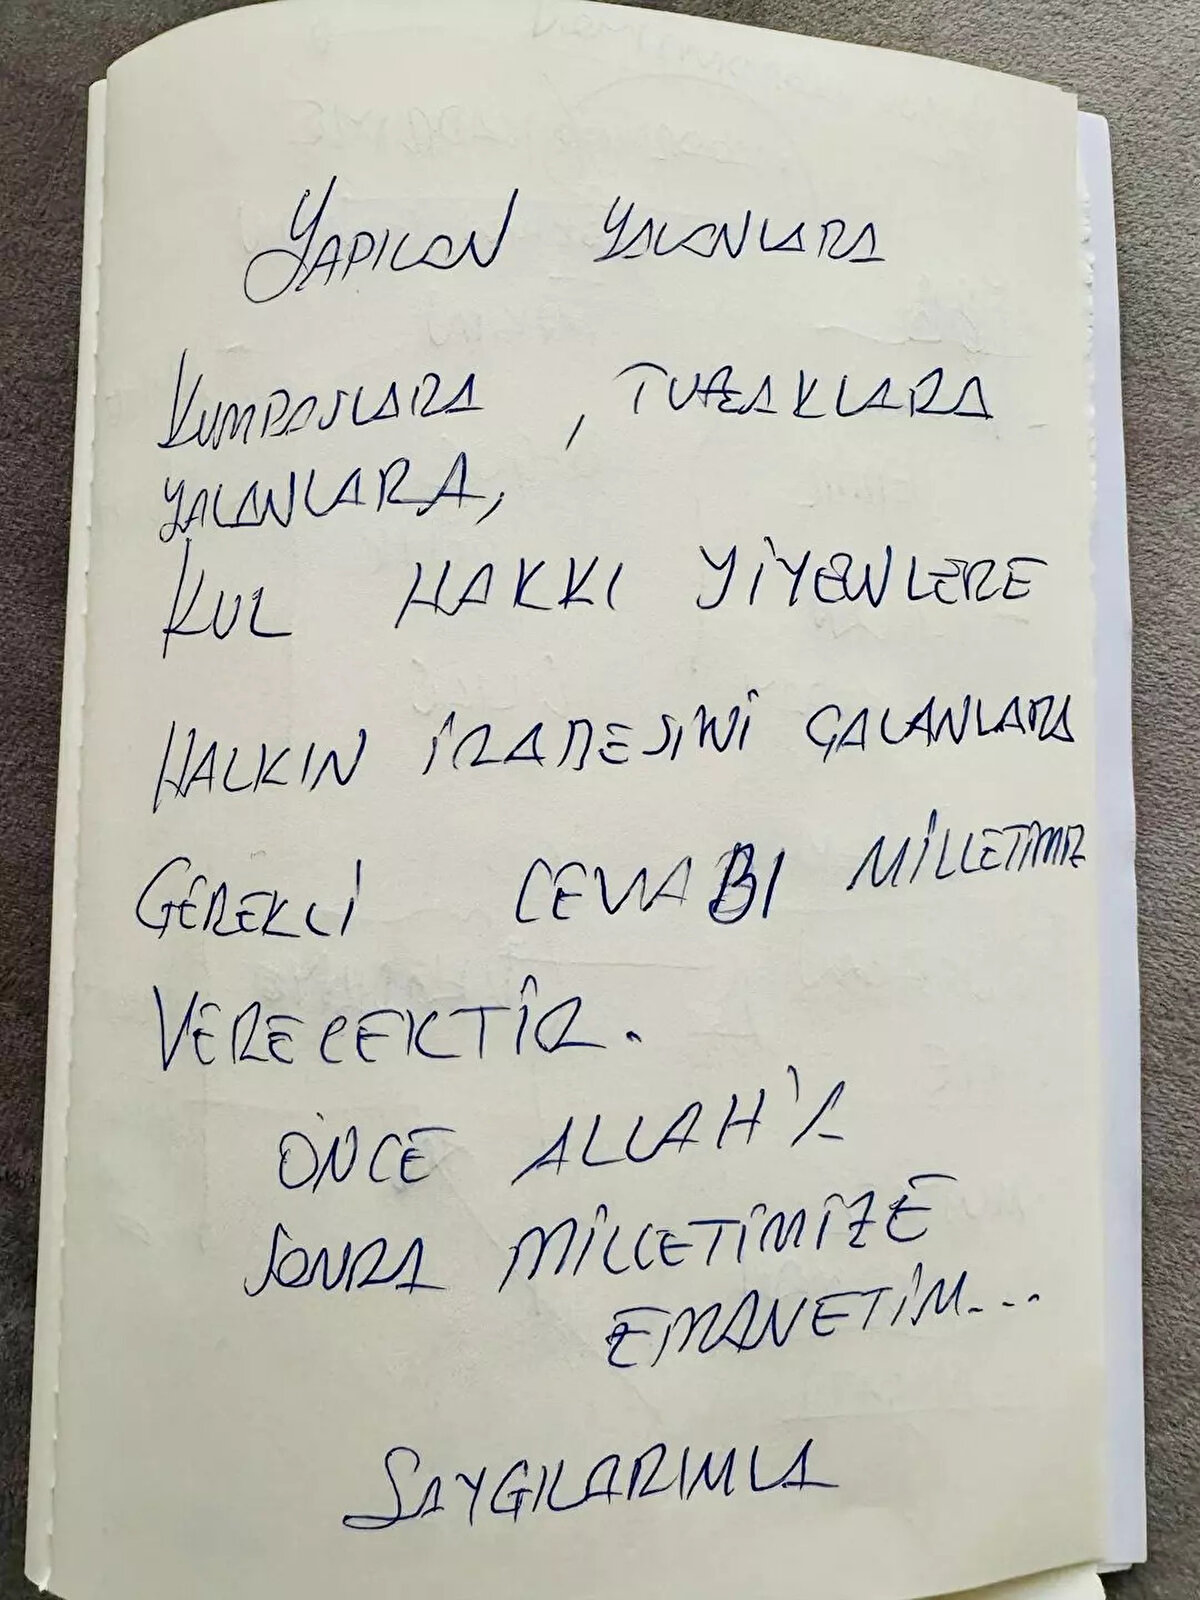 YAPILAN YALANLARA
KUMPASLARA, TUZAKLARA
YALANLARA,
KUL HAKKI YİYENLERE
HALKIN İRADESİNİ ÇALANLARA
GEREKLİ CEVABI MİLLETİMİZ
VERECEKTİR.
ÖNCE ALLAH'A
SONRA MİLLETİMİZE
EMANETİM...
SAYGILARIMLA